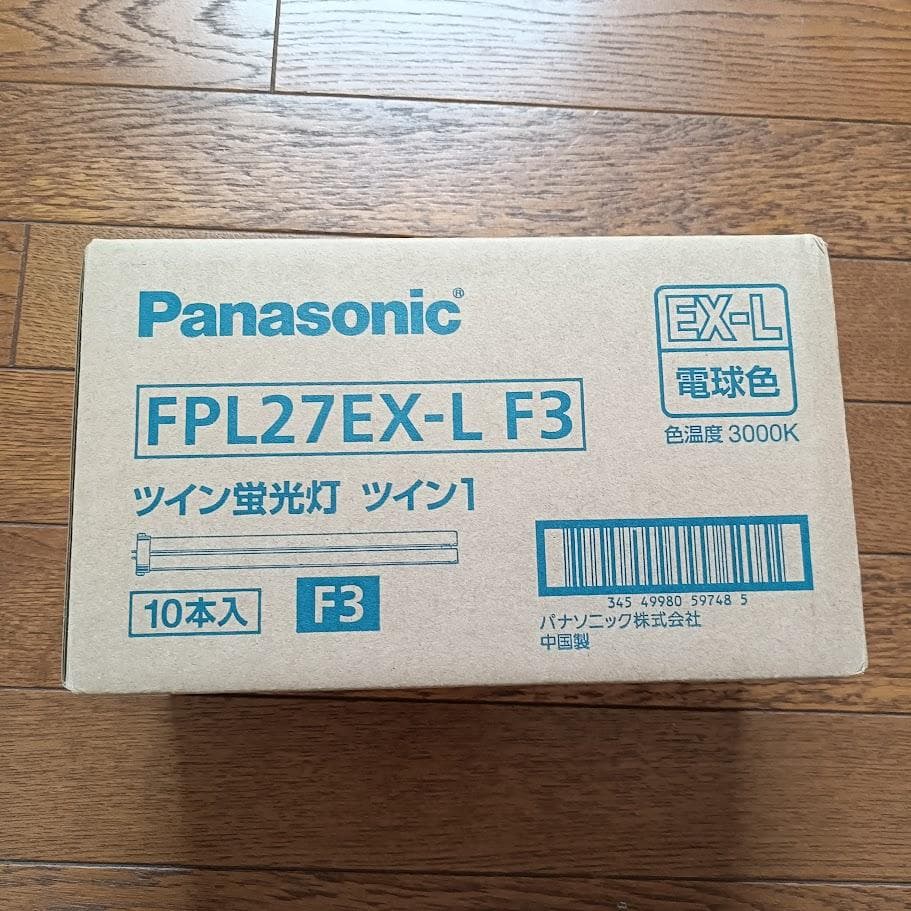 Panasonic®
EX-L
電球色
色温度 3000K
FPL27EX-L F3
ツイン蛍光灯 ツイン1
10本入
F3
345 49980 59748 5
パナソニック株式会社
中国製